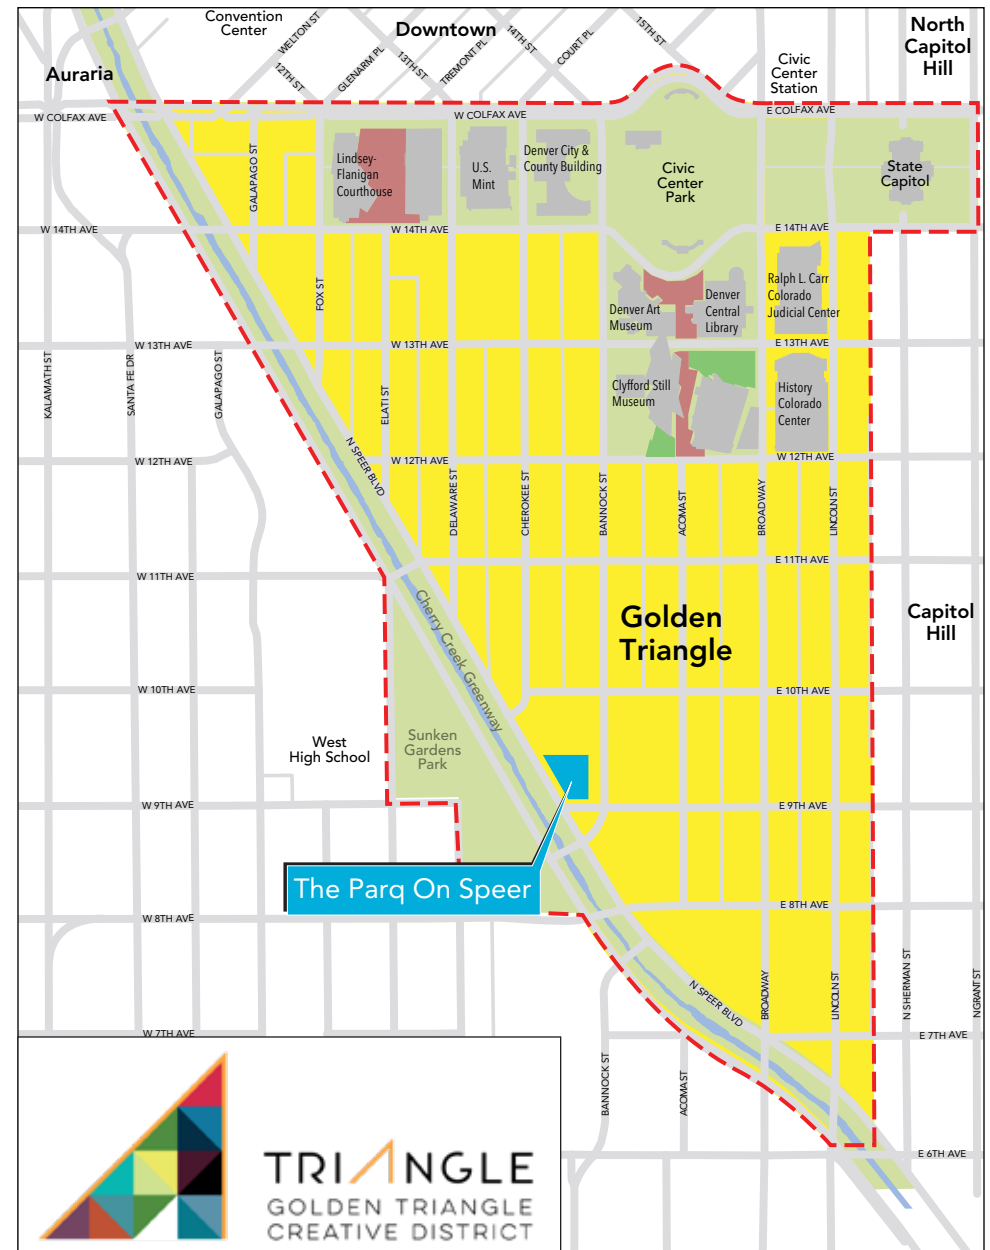 Convention
Center
WELTON ST
Downtown
14TH ST
COURT PL
15TH ST
North
Capitol
Hill
Auraria
12TH ST
GLENARM PL
13TH ST
TREMONT PL
Civic
Center
Station
W COLFAX AVE
W COLFAX AVE
E COLFAX AVE
GALAPAGO ST
Lindsey-
Flanigan
Courthouse
U.S.
Mint
Denver City &
County Building
Civic
Center
Park
State
Capitol
W 14TH AVE
W 14TH AVE
E 14TH AVE
FOX ST
Denver Art
Museum
Denver
Central
Library
Ralph L. Carr
Colorado
Judicial Center
W 13TH AVE
W 13TH AVE
E 13TH AVE
KALAMATH ST
SANTA FE DR
GALAPAGO ST
ELATI ST
Clyfford Still
Museum
History
Colorado
Center
W 12TH AVE
N SPEER BLVD
W 12TH AVE
W 12TH AVE
DELAWARE ST
CHEROKEE ST
BANNOCK ST
ACOMA ST
BROADWAY
LINCOLN ST
W 11TH AVE
E 11TH AVE
Cherry Creek Greenway
Golden
Triangle
Capitol
Hill
W 10TH AVE
E 10TH AVE
West
High School
Sunken
Gardens
Park
W 9TH AVE
E 9TH AVE
The Parq On Speer
W 8TH AVE
E 8TH AVE
N SPEER BLVD
BROADWAY
LINCOLN ST
N SHERMAN ST
N GRANT ST
W 7TH AVE
E 7TH AVE
BANNOCK ST
ACOMA ST
E 6TH AVE
TRIANGLE
GOLDEN TRIANGLE
CREATIVE DISTRICT